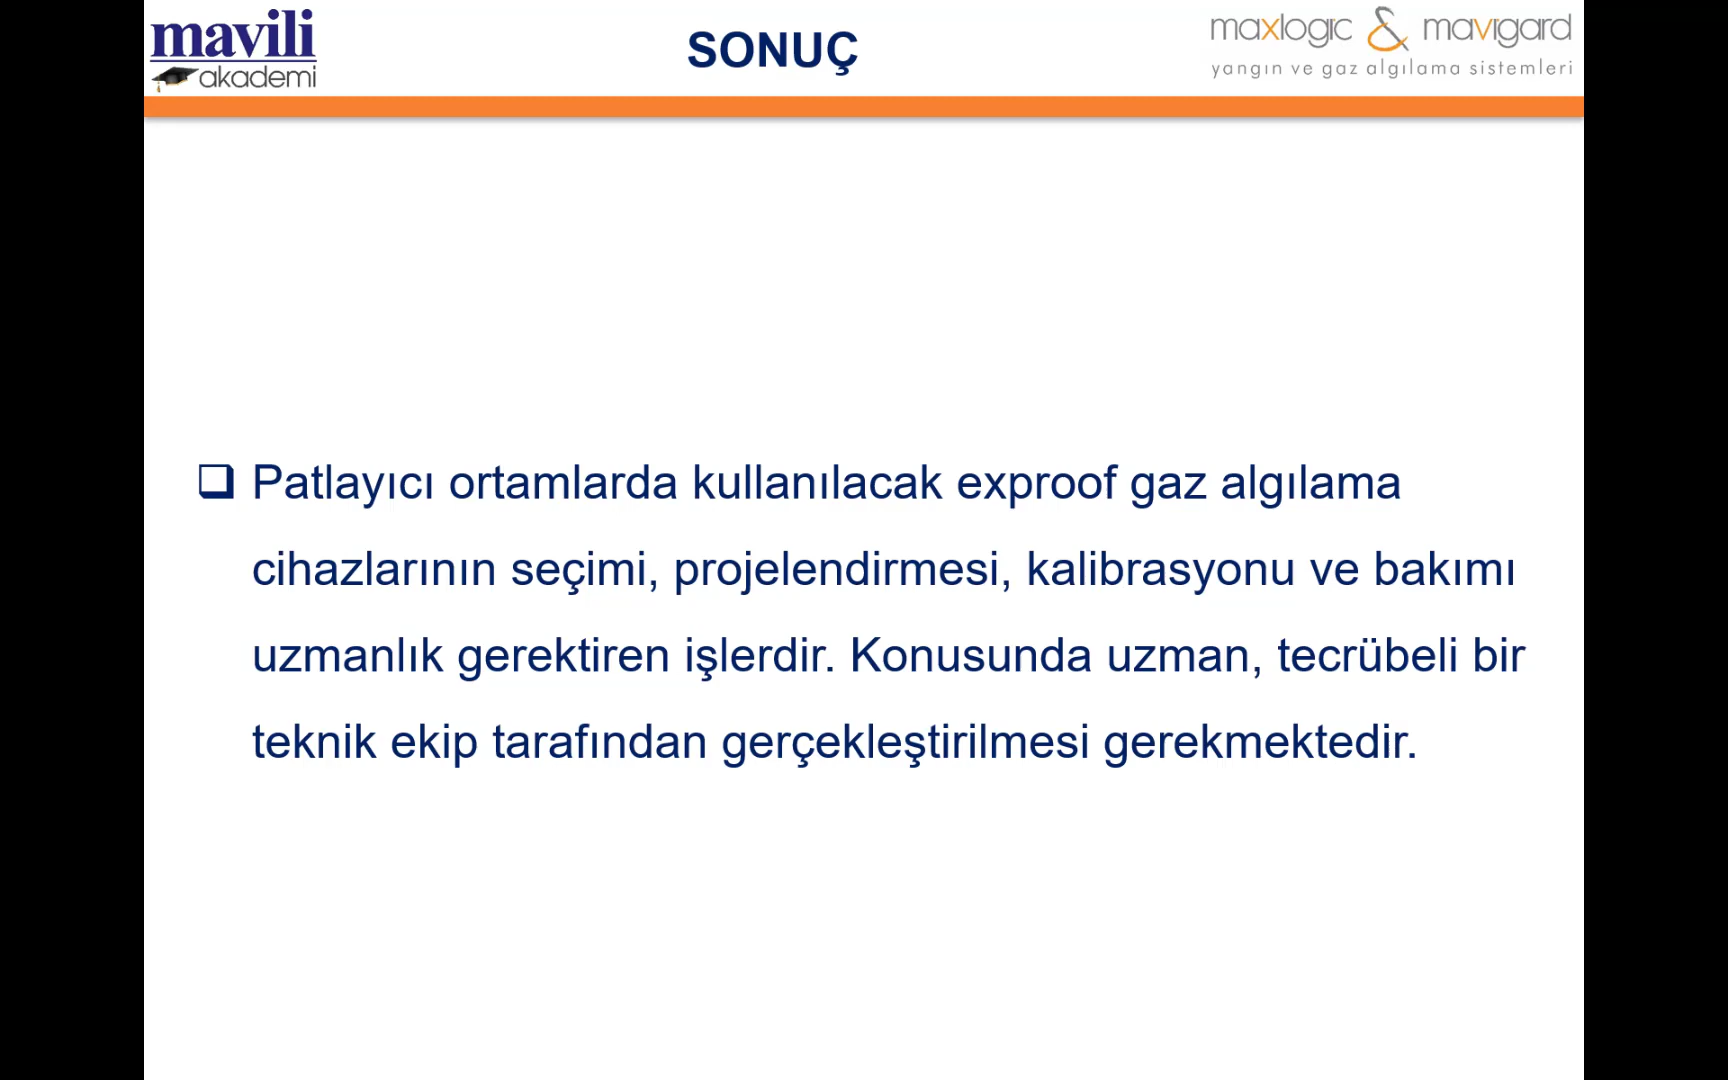 mavili
akademi
SONUÇ
maxlogic & mavigard
yangın ve gaz algılama sistemleri
Patlayıcı ortamlarda kullanılacak exproof gaz algılama
cihazlarının seçimi, projelendirmesi, kalibrasyonu ve bakımı
uzmanlık gerektiren işlerdir. Konusunda uzman, tecrübeli bir
teknik ekip tarafından gerçekleştirilmesi gerekmektedir.